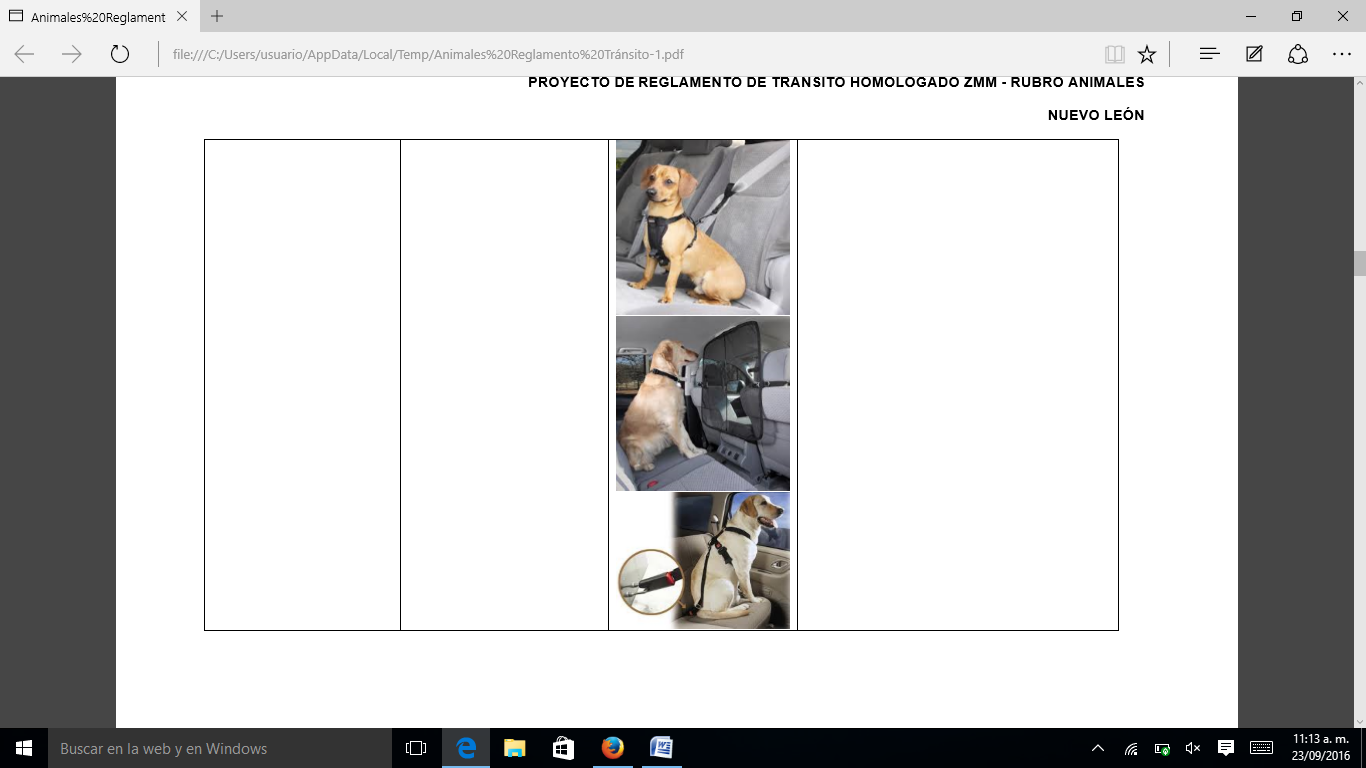 Animales%20Reglament
file:///C:/Users/usuario/AppData/Local/Temp/Animales%20Reglamento%20Tránsito-1.pdf
PROYECTO DE REGLAMENTO DE TRANSITO HOMOLOGADO ZMM - RUBRO ANIMALES
NUEVO LEÓN
Buscar en la web y en Windows
11:13 a. m.
23/09/2016